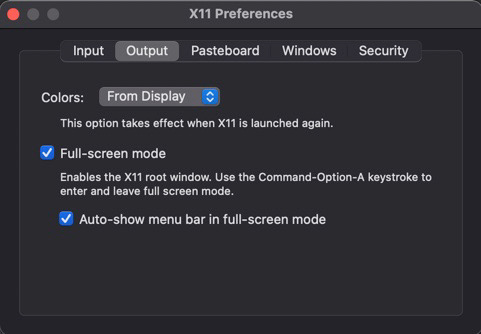 X11 Preferences
Input Output Pasteboard Windows Security
Colors: From Display
This option takes effect when X11 is launched again.
Full-screen mode
Enables the X11 root window. Use the Command-Option-A keystroke to
enter and leave full screen mode.
Auto-show menu bar in full-screen mode